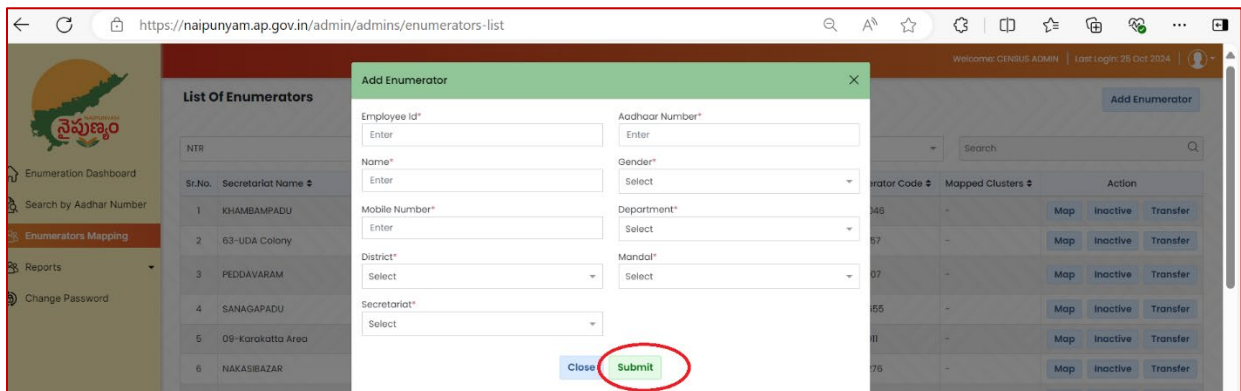 https://naipunyam.ap.gov.in/admin/admins/enumerators-list
Welcome: CENSUS ADMIN | Last Login: 25 Oct 2024
నైపుణ్యం
Enumeration Dashboard
Search by Aadhar Number
Enumerators Mapping
Reports
Change Password
List Of Enumerators
Add Enumerator
NTR
Search
Sr.No. Secretariat Name erator Code Mapped Clusters Action
1 KHAMBAMPADU 046 - Map Inactive Transfer
2 63-UDA Colony 57 - Map Inactive Transfer
3 PEDDAVARAM 07 - Map Inactive Transfer
4 SANAGAPADU 555 - Map Inactive Transfer
5 09-Karakatta Area - Map Inactive Transfer
6 NAKASIBAZAR 276 - Map Inactive Transfer
Add Enumerator
Employee Id* Aadhaar Number*
Enter Enter
Name* Gender*
Enter Select
Mobile Number* Department*
Enter Select
District* Mandal*
Select Select
Secretariat*
Select
Close Submit